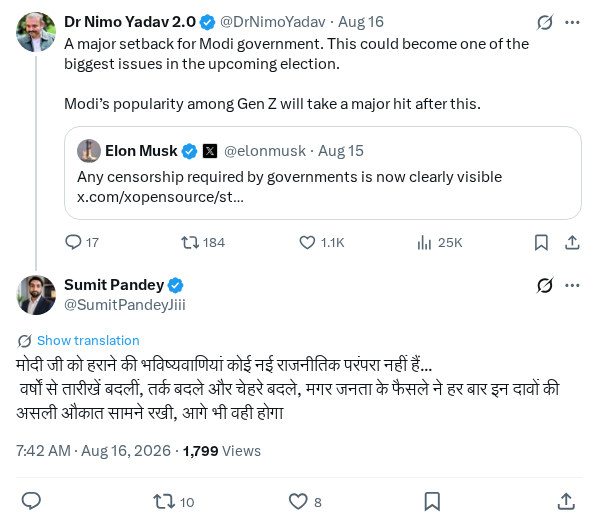 Dr Nimo Yadav 2.0 @DrNimoYadav · Aug 16
A major setback for Modi government. This could become one of the
biggest issues in the upcoming election.
Modi’s popularity among Gen Z will take a major hit after this.
Elon Musk @elonmusk · Aug 15
Any censorship required by governments is now clearly visible
x.com/xopensource/st...
17 184 1.1K 25K
Sumit Pandey
@SumitPandeyJiii
Show translation
मोदी जी को हराने की भविष्यवाणियां कोई नई राजनीतिक परंपरा नहीं हैं...
वर्षों से तारीखें बदलीं, तर्क बदले और चेहरे बदले, मगर जनता के फैसले ने हर बार इन दावों की
असली औकात सामने रखी, आगे भी वही होगा
7:42 AM · Aug 16, 2026 · 1,799 Views
10 8